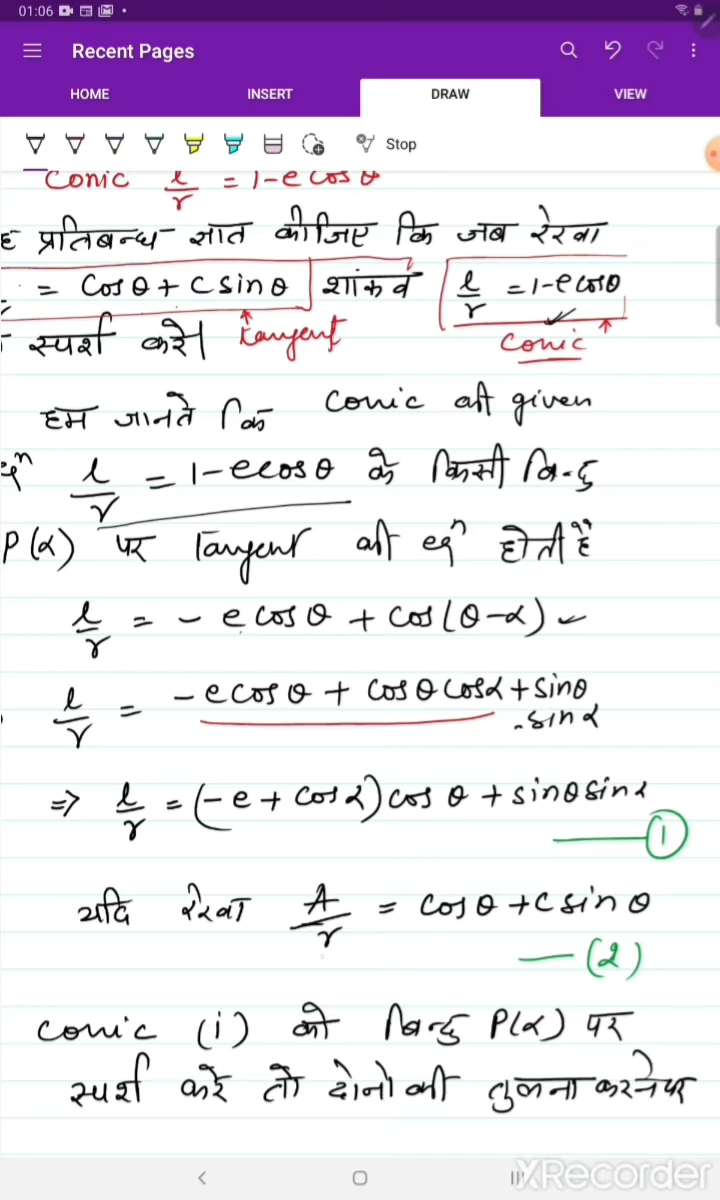 01:06
Recent Pages
HOME INSERT DRAW VIEW
Stop
Conic l/r = 1-e cos θ
ह प्रतिबन्ध ज्ञात कीजिए कि जब रेखा
= cos θ + C sin θ शांकव l/r = 1-e cos θ
स्पर्श करे। tangent conic
हम जानते कि conic की given
eqⁿ l/r = 1-e cos θ के किसी बिन्दु
P(α) पर tangent की eqⁿ होती है
l/r = - e cos θ + cos(θ-α)
l/r = -e cos θ + cos θ cos α + sin θ
. sin α
⇒ l/r = (-e + cos α) cos θ + sin θ sin α
①
यदि रेखा A/r = cos θ + C sin θ
(2)
conic (i) को बिन्दु P(α) पर
स्पर्श करे तो दोनो की तुलना करने पर
XRecorder